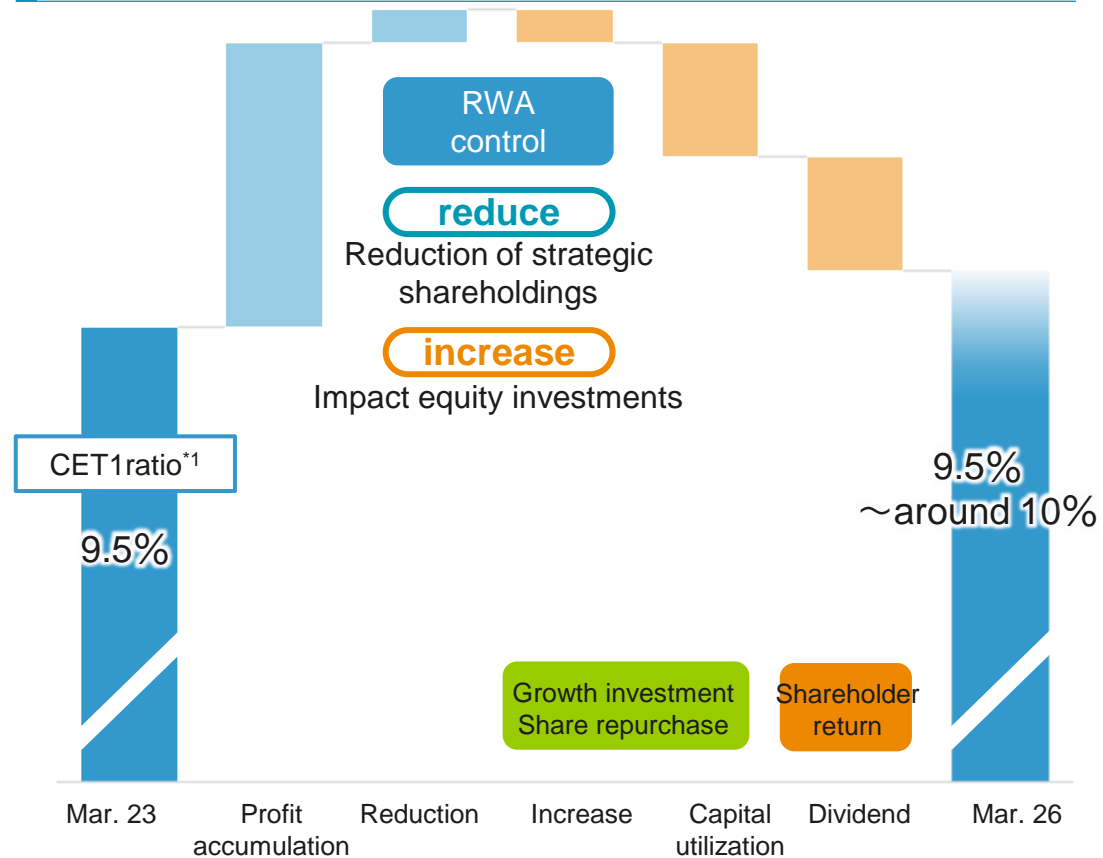 RWA
control
reduce
Reduction of strategic
shareholdings
increase
Impact equity investments
CET1ratio*1
9.5%
9.5%
～around 10%
Growth investment
Share repurchase
Shareholder
return
Mar. 23
Profit
accumulation
Reduction
Increase
Capital
utilization
Dividend
Mar. 26